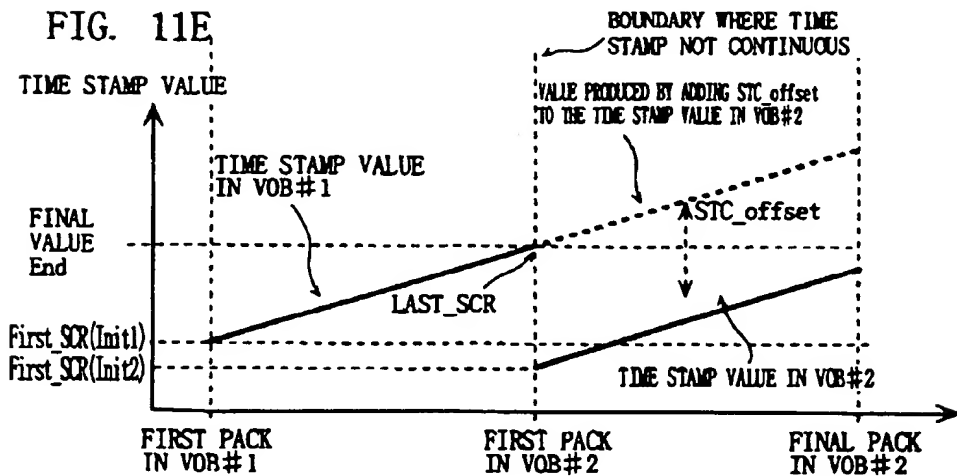 FIG. 11E
BOUNDARY WHERE TIME
STAMP NOT CONTINUOUS
TIME STAMP VALUE
VALUE PRODUCED BY ADDING STC_offset
TO THE TIME STAMP VALUE IN VOB#2
TIME STAMP VALUE
IN VOB#1
STC_offset
FINAL
VALUE
End
LAST_SCR
First_SCR(Init1)
First_SCR(Init2)
TIME STAMP VALUE IN VOB#2
FIRST PACK
IN VOB#1
FIRST PACK
IN VOB#2
FINAL PACK
IN VOB#2